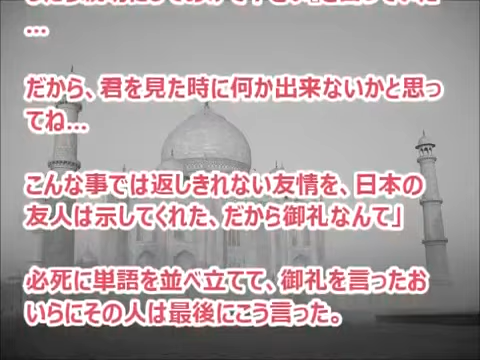 …
だから、君を見た時に何か出来ないかと思っ
てね…
こんな事では返しきれない友情を、日本の
友人は示してくれた、だから御礼なんて」
必死に単語を並べ立てて、御礼を言ったお
いらにその人は最後にこう言った。